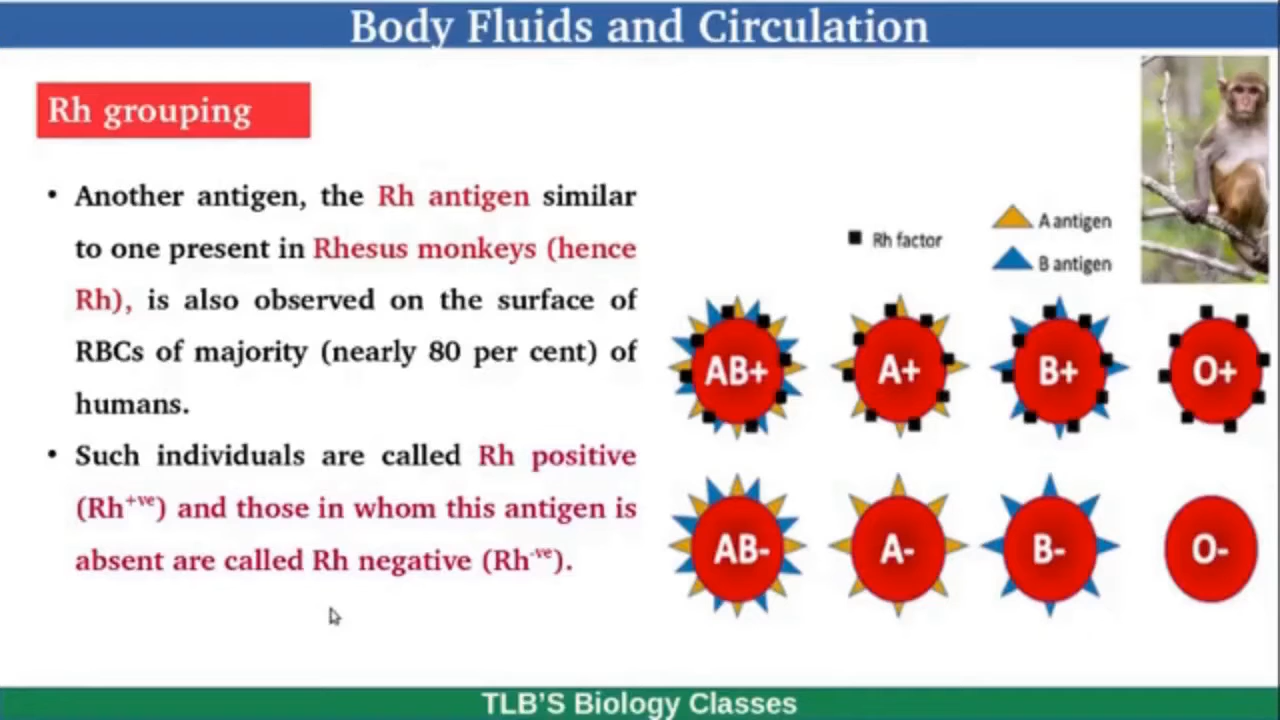 Body Fluids and Circulation
Rh grouping
• Another antigen, the Rh antigen similar
to one present in Rhesus monkeys (hence
Rh), is also observed on the surface of
RBCs of majority (nearly 80 per cent) of
humans.
• Such individuals are called Rh positive
(Rh+ve) and those in whom this antigen is
absent are called Rh negative (Rh-ve).
Rh factor
A antigen
B antigen
AB+ A+ B+ O+
AB- A- B- O-
TLB'S Biology Classes